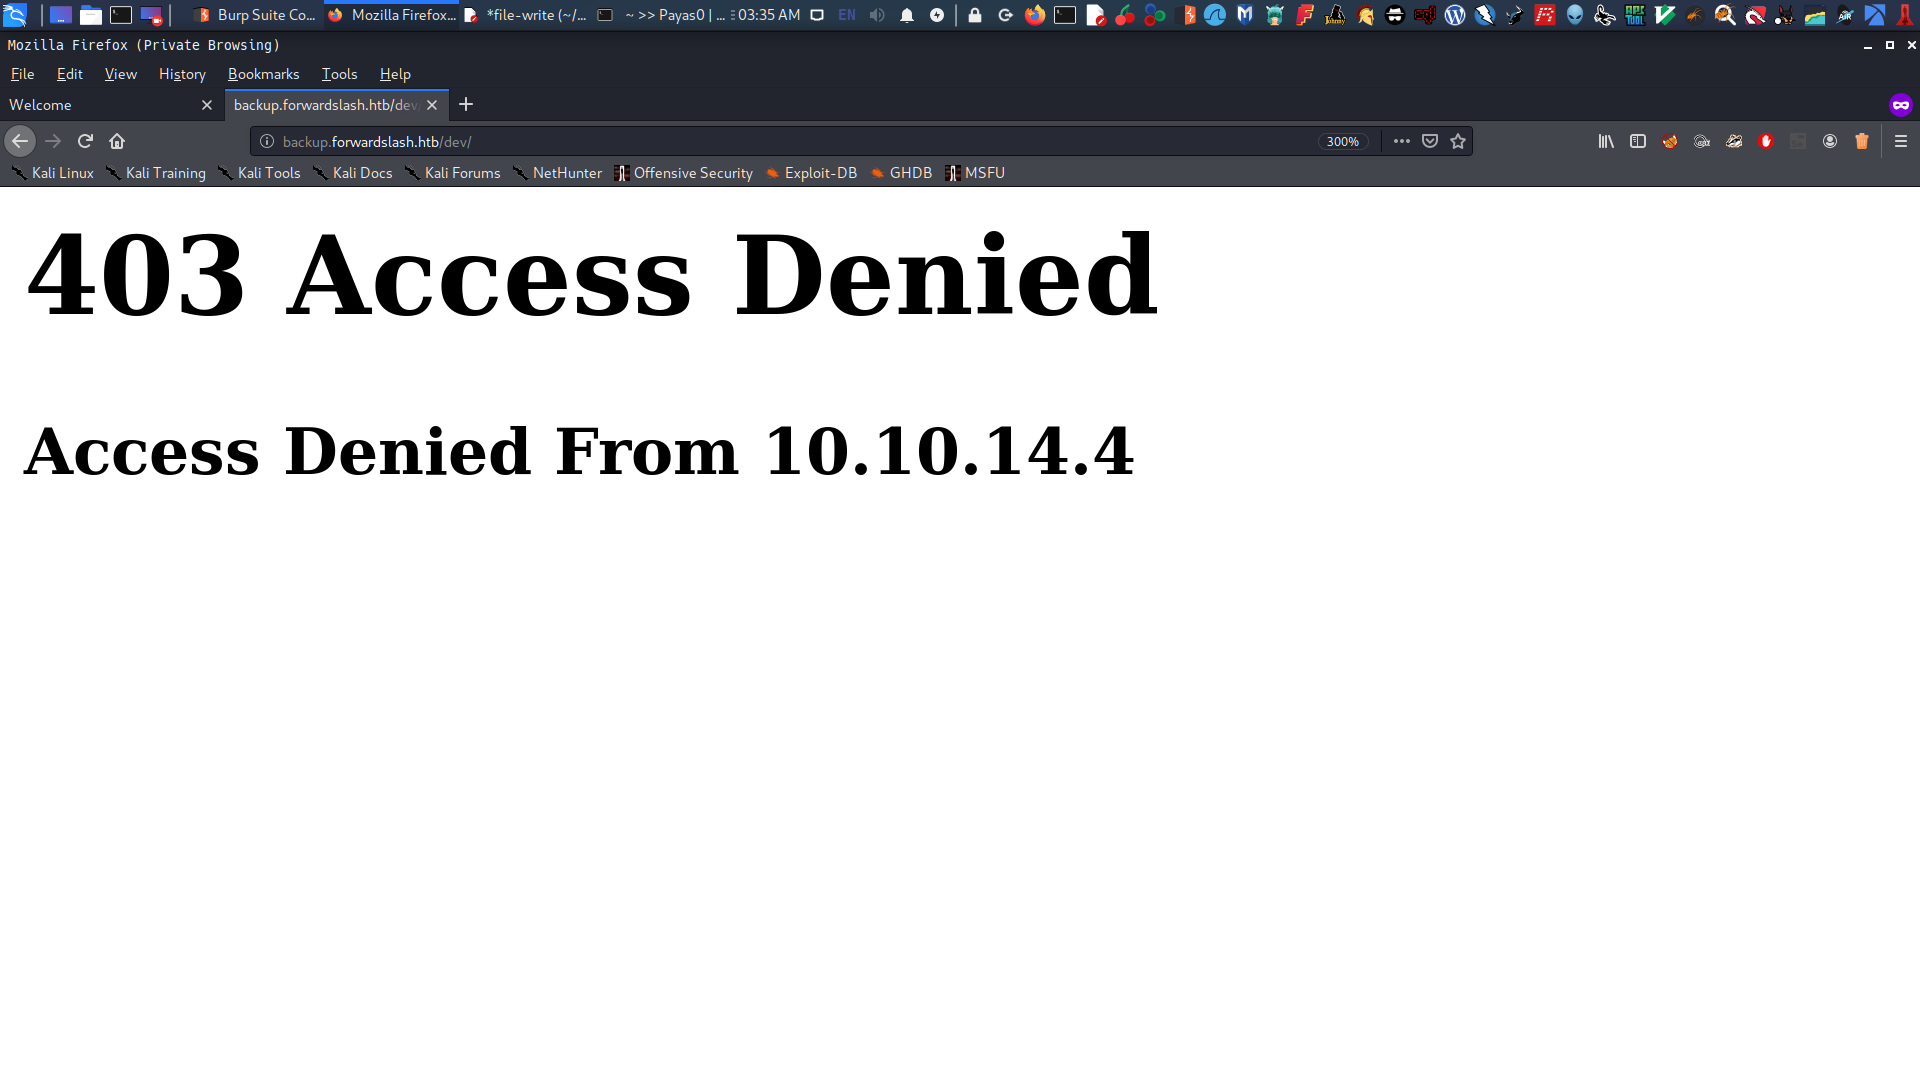 Burp Suite Co... Mozilla Firefox... *file-write (~/... ~ >> Payas0 | ... 03:35 AM EN
Mozilla Firefox (Private Browsing)
File Edit View History Bookmarks Tools Help
Welcome backup.forwardslash.htb/dev
backup.forwardslash.htb/dev/ 300%
Kali Linux Kali Training Kali Tools Kali Docs Kali Forums NetHunter Offensive Security Exploit-DB GHDB MSFU
403 Access Denied
Access Denied From 10.10.14.4